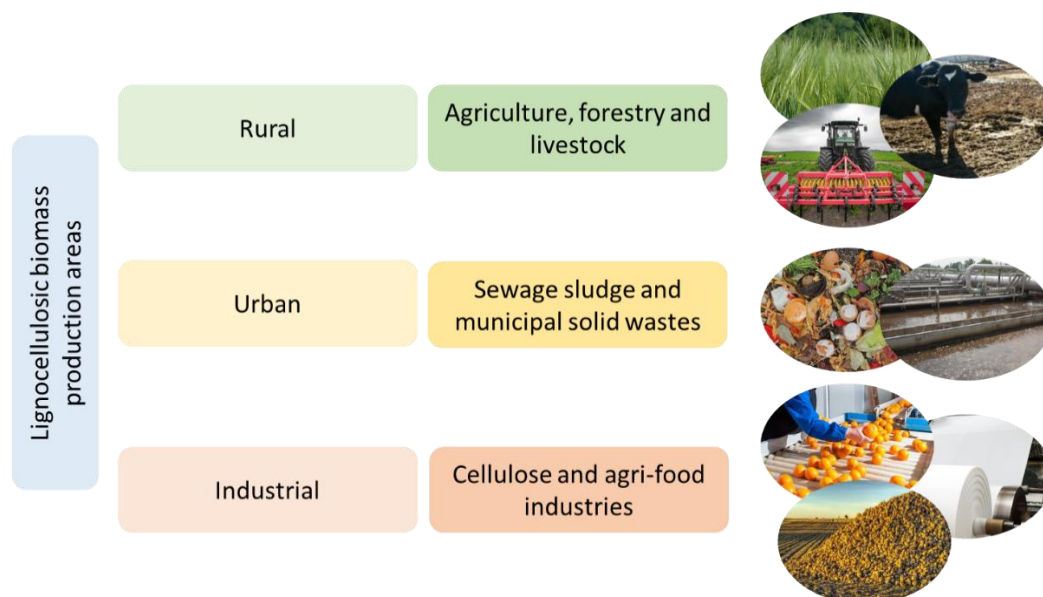 Lignocellulosic biomass
production areas
Rural
Agriculture, forestry and
livestock
Urban
Sewage sludge and
municipal solid wastes
Industrial
Cellulose and agri-food
industries